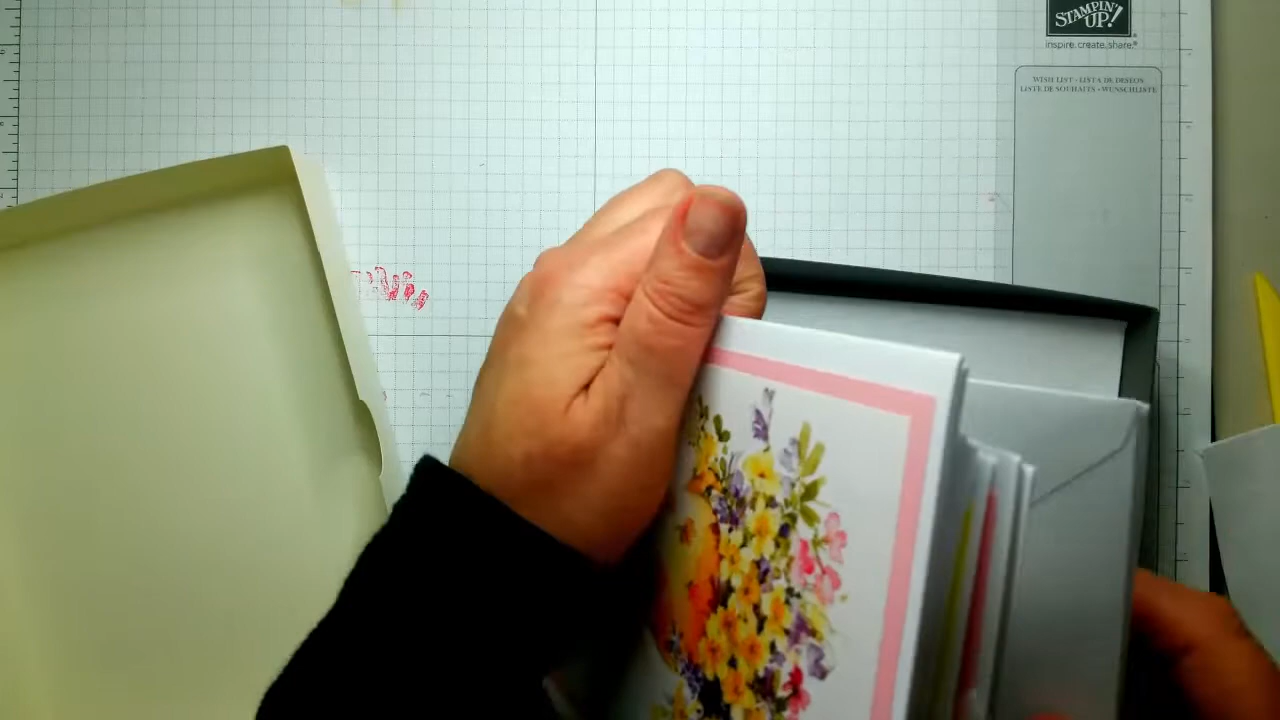 STAMPIN' UP!®
inspire. create. share.®
WISH LIST • LISTA DE DESEOS
LISTE DE SOUHAITS • WUNSCHLISTE